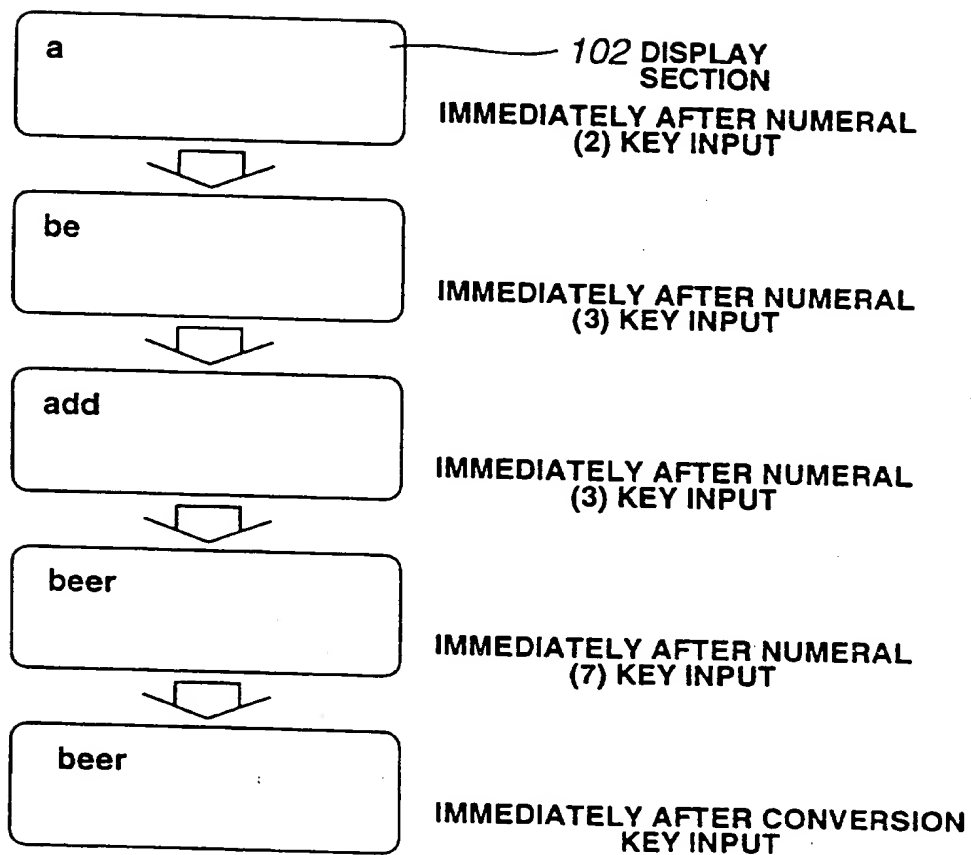 a
102 DISPLAY
SECTION
IMMEDIATELY AFTER NUMERAL
(2) KEY INPUT
be
IMMEDIATELY AFTER NUMERAL
(3) KEY INPUT
add
IMMEDIATELY AFTER NUMERAL
(3) KEY INPUT
beer
IMMEDIATELY AFTER NUMERAL
(7) KEY INPUT
beer
IMMEDIATELY AFTER CONVERSION
KEY INPUT